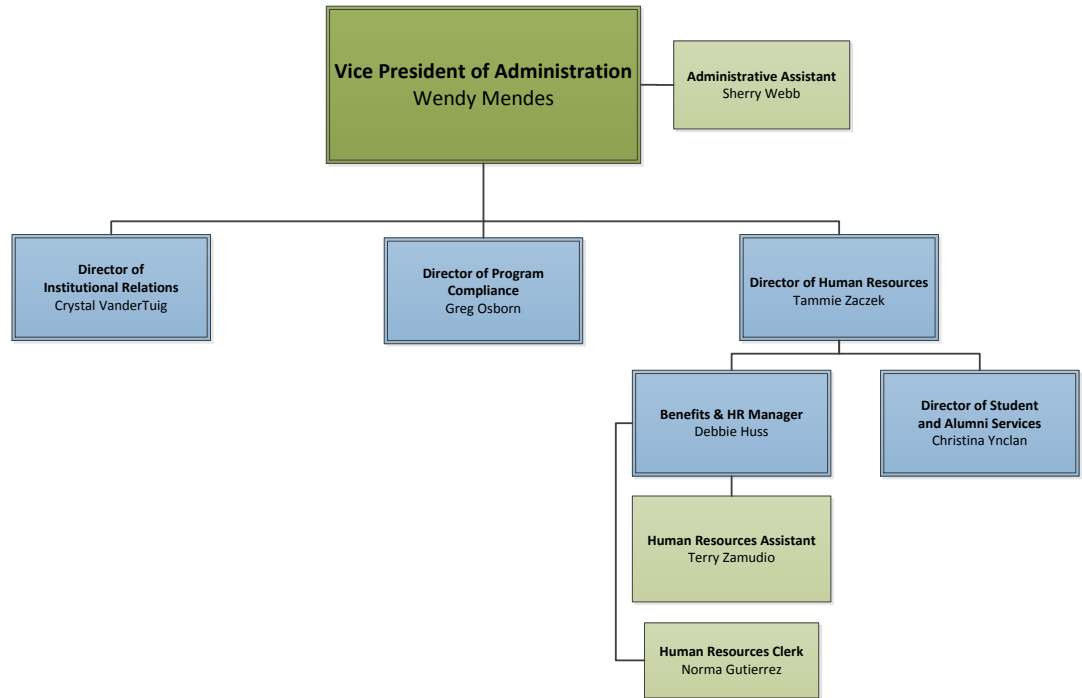 Vice President of Administration
Wendy Mendes
Administrative Assistant
Sherry Webb
Director of
Institutional Relations
Crystal VanderTuig
Director of Program
Compliance
Greg Osborn
Director of Human Resources
Tammie Zaczek
Benefits & HR Manager
Debbie Huss
Director of Student
and Alumni Services
Christina Ynclan
Human Resources Assistant
Terry Zamudio
Human Resources Clerk
Norma Gutierrez